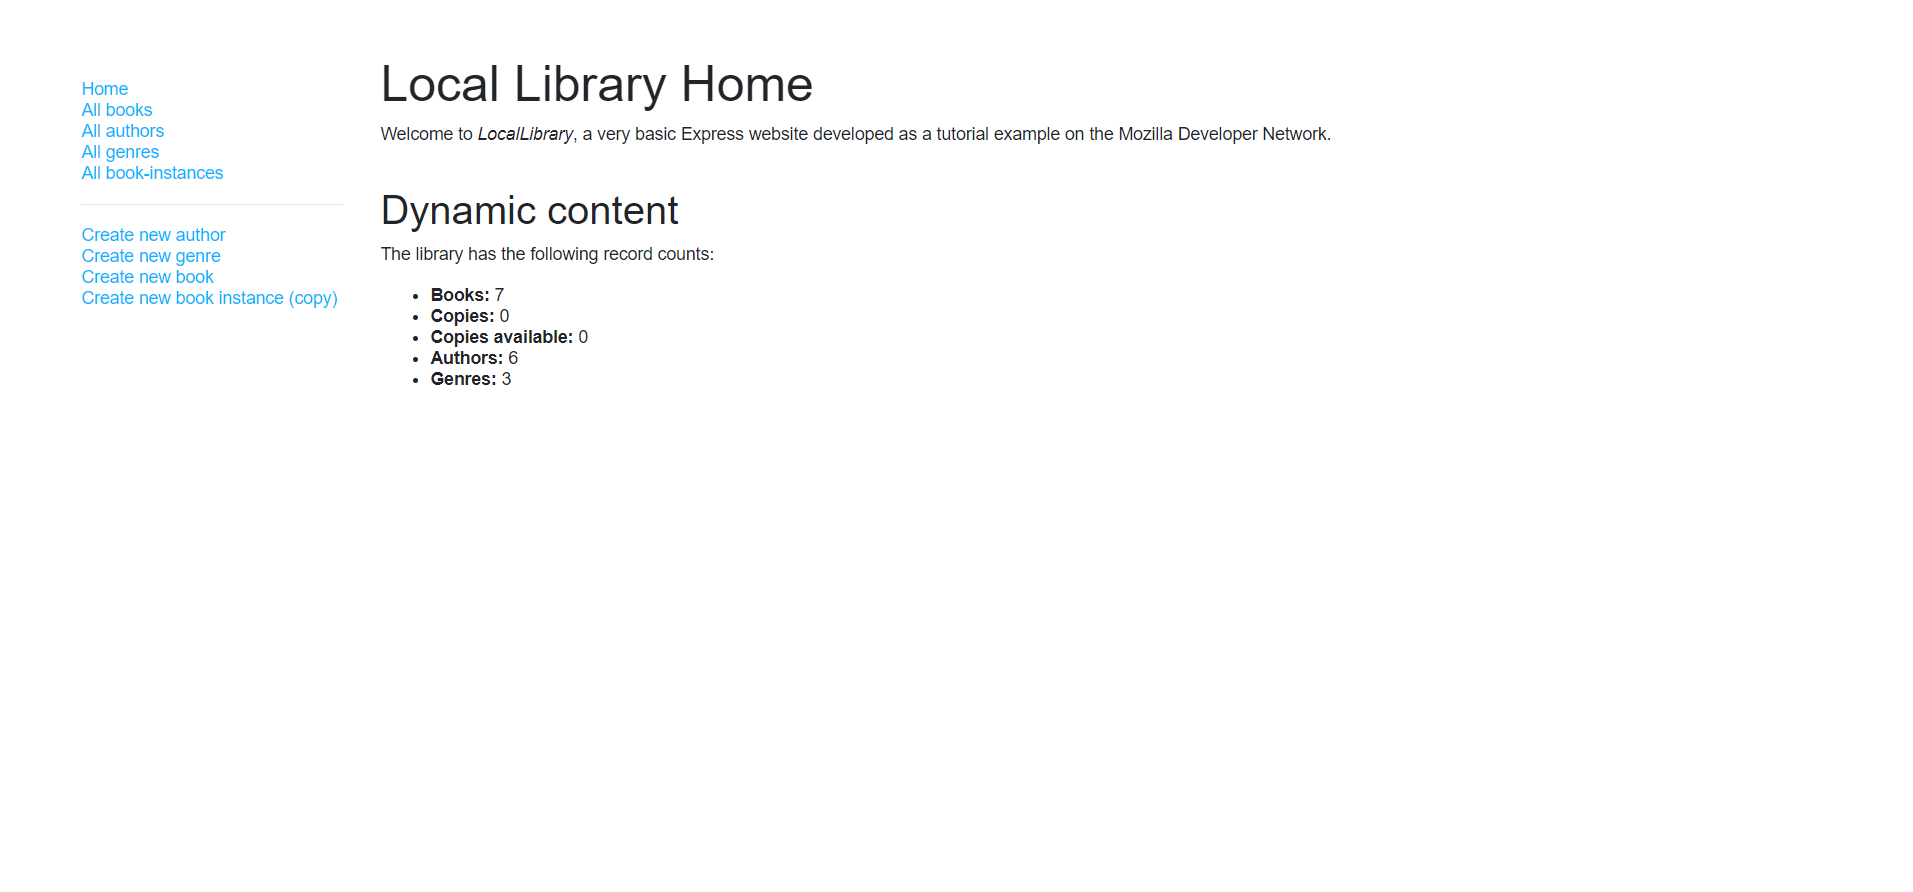 Home
All books
All authors
All genres
All book-instances
Create new author
Create new genre
Create new book
Create new book instance (copy)
Local Library Home
Welcome to LocalLibrary, a very basic Express website developed as a tutorial example on the Mozilla Developer Network.
Dynamic content
The library has the following record counts:
Books: 7
Copies: 0
Copies available: 0
Authors: 6
Genres: 3